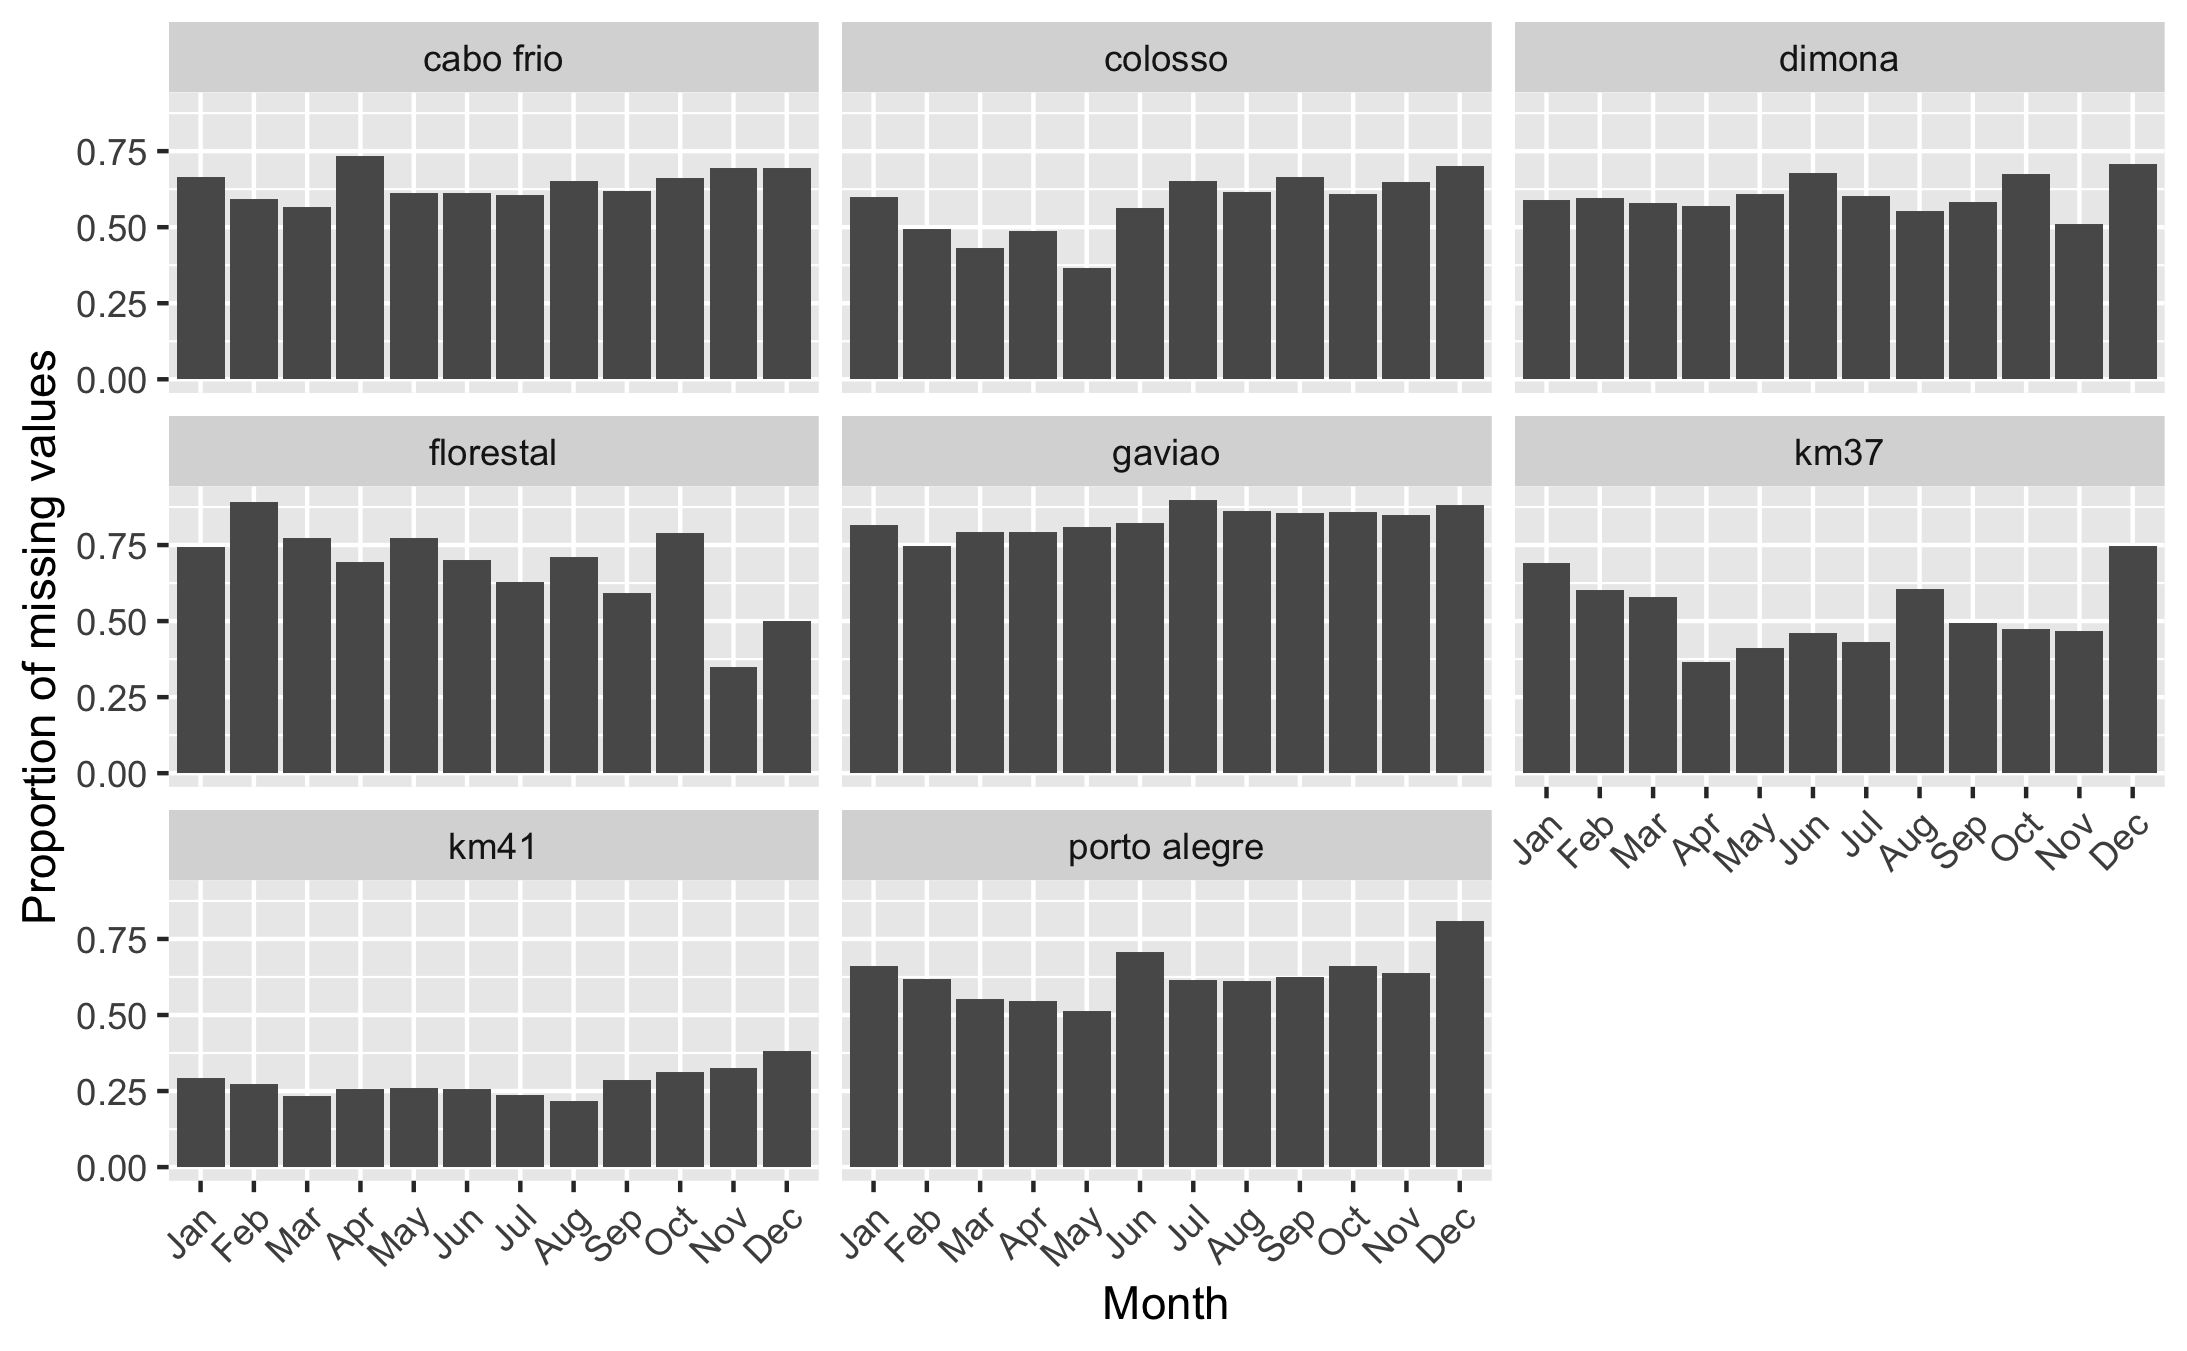 cabo frio
colosso
dimona
0.75
0.50
0.25
0.00
florestal
gaviao
km37
0.75
0.50
0.25
0.00
Jan Feb Mar Apr May Jun Jul Aug Sep Oct Nov Dec
km41
porto alegre
0.75
0.50
0.25
0.00
Jan Feb Mar Apr May Jun Jul Aug Sep Oct Nov Dec
Jan Feb Mar Apr May Jun Jul Aug Sep Oct Nov Dec
Month
Proportion of missing values